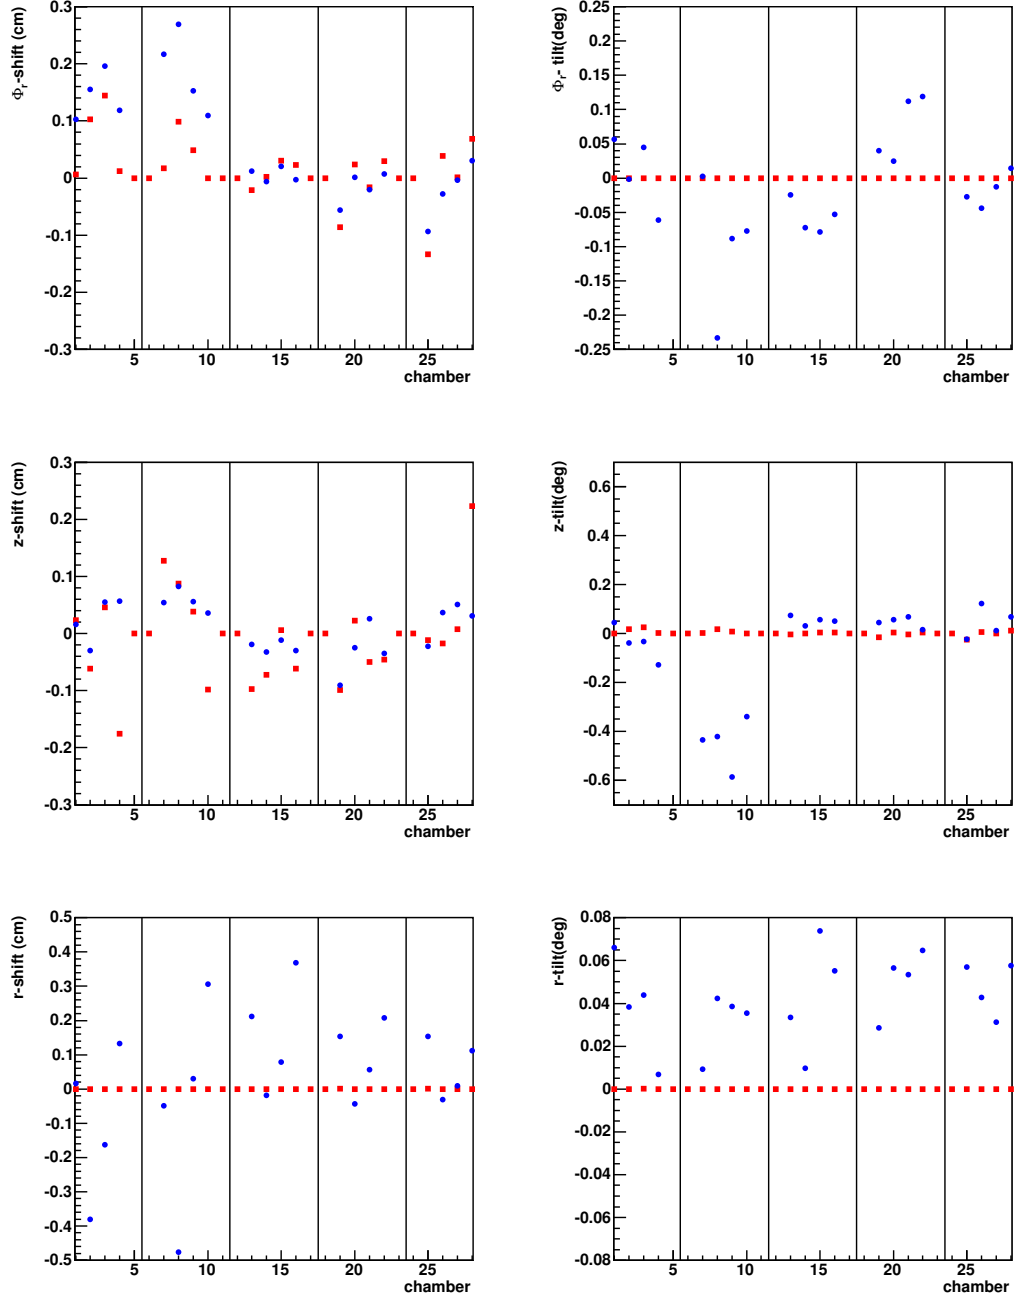 Φr-shift (cm)
0.3
0.2
0.1
0
-0.1
-0.2
-0.3
5 10 15 20 25
chamber
Φr- tilt(deg)
0.25
0.2
0.15
0.1
0.05
0
-0.05
-0.1
-0.15
-0.2
-0.25
5 10 15 20 25
chamber
z-shift (cm)
0.3
0.2
0.1
0
-0.1
-0.2
-0.3
5 10 15 20 25
chamber
z-tilt(deg)
0.6
0.4
0.2
0
-0.2
-0.4
-0.6
5 10 15 20 25
chamber
r-shift (cm)
0.5
0.4
0.3
0.2
0.1
0
-0.1
-0.2
-0.3
-0.4
-0.5
5 10 15 20 25
chamber
r-tilt(deg)
0.08
0.06
0.04
0.02
0
-0.02
-0.04
-0.06
-0.08
5 10 15 20 25
chamber